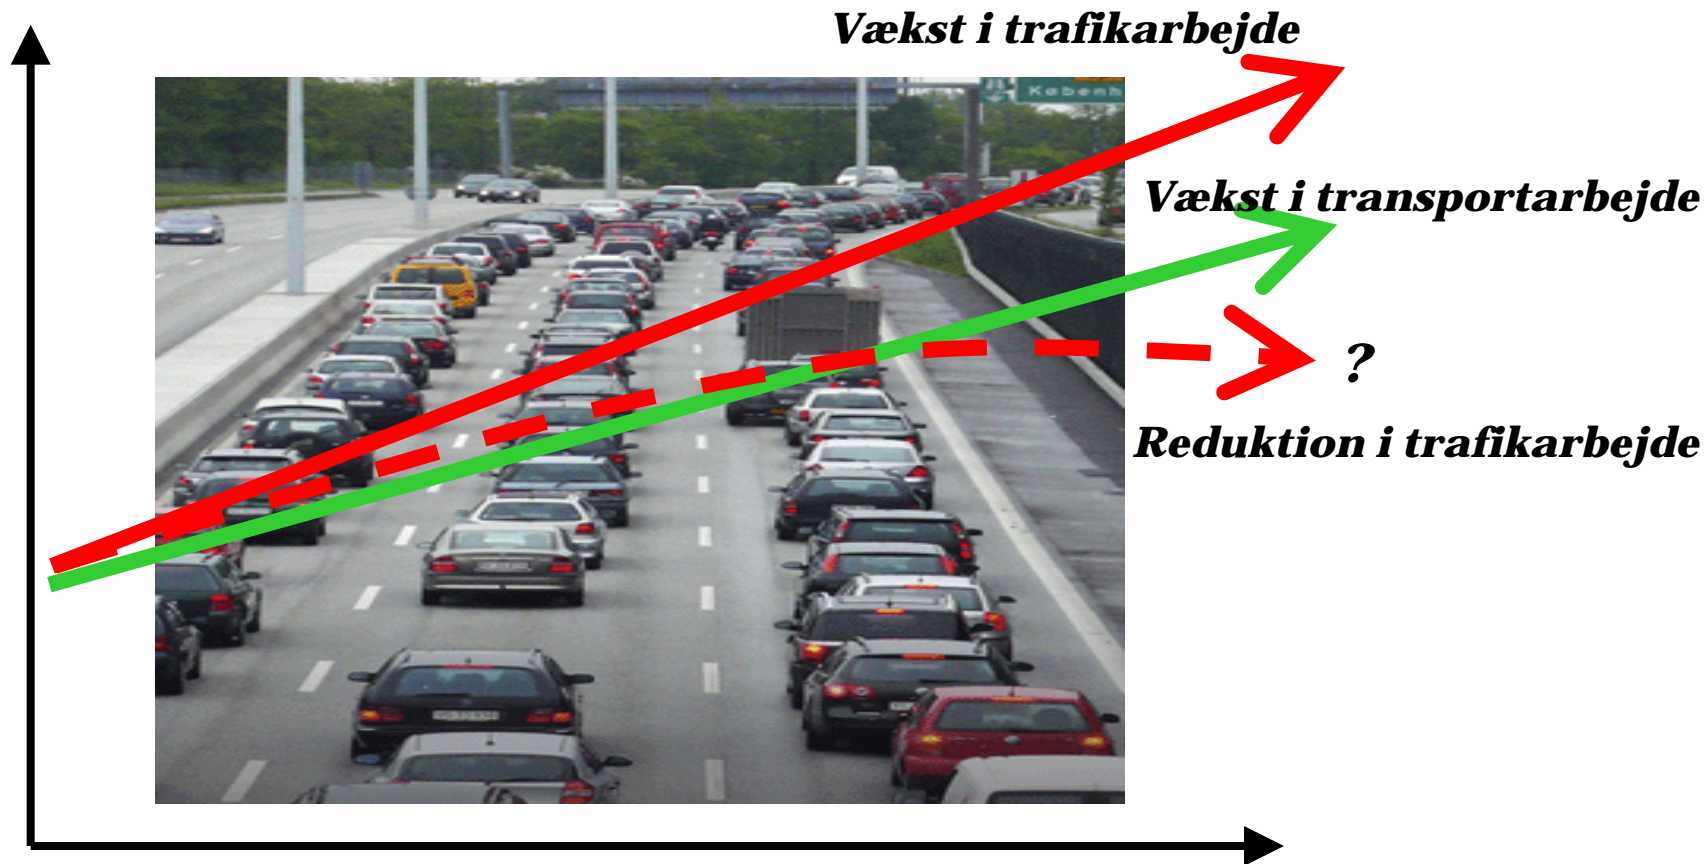 Vækst i trafikarbejde
Københ
Vækst i transportarbejde
?
Reduktion i trafikarbejde